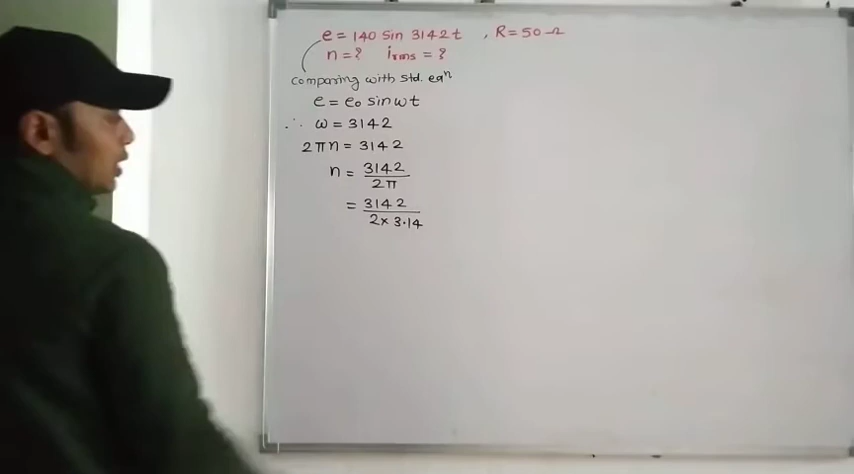 e = 140 sin 3142t , R = 50 Ω
n = ? irms = ?
comparing with std. eqⁿ
e = e₀ sin ωt
∴ ω = 3142
2πn = 3142
n = 3142 / 2π
= 3142 / 2 × 3.14